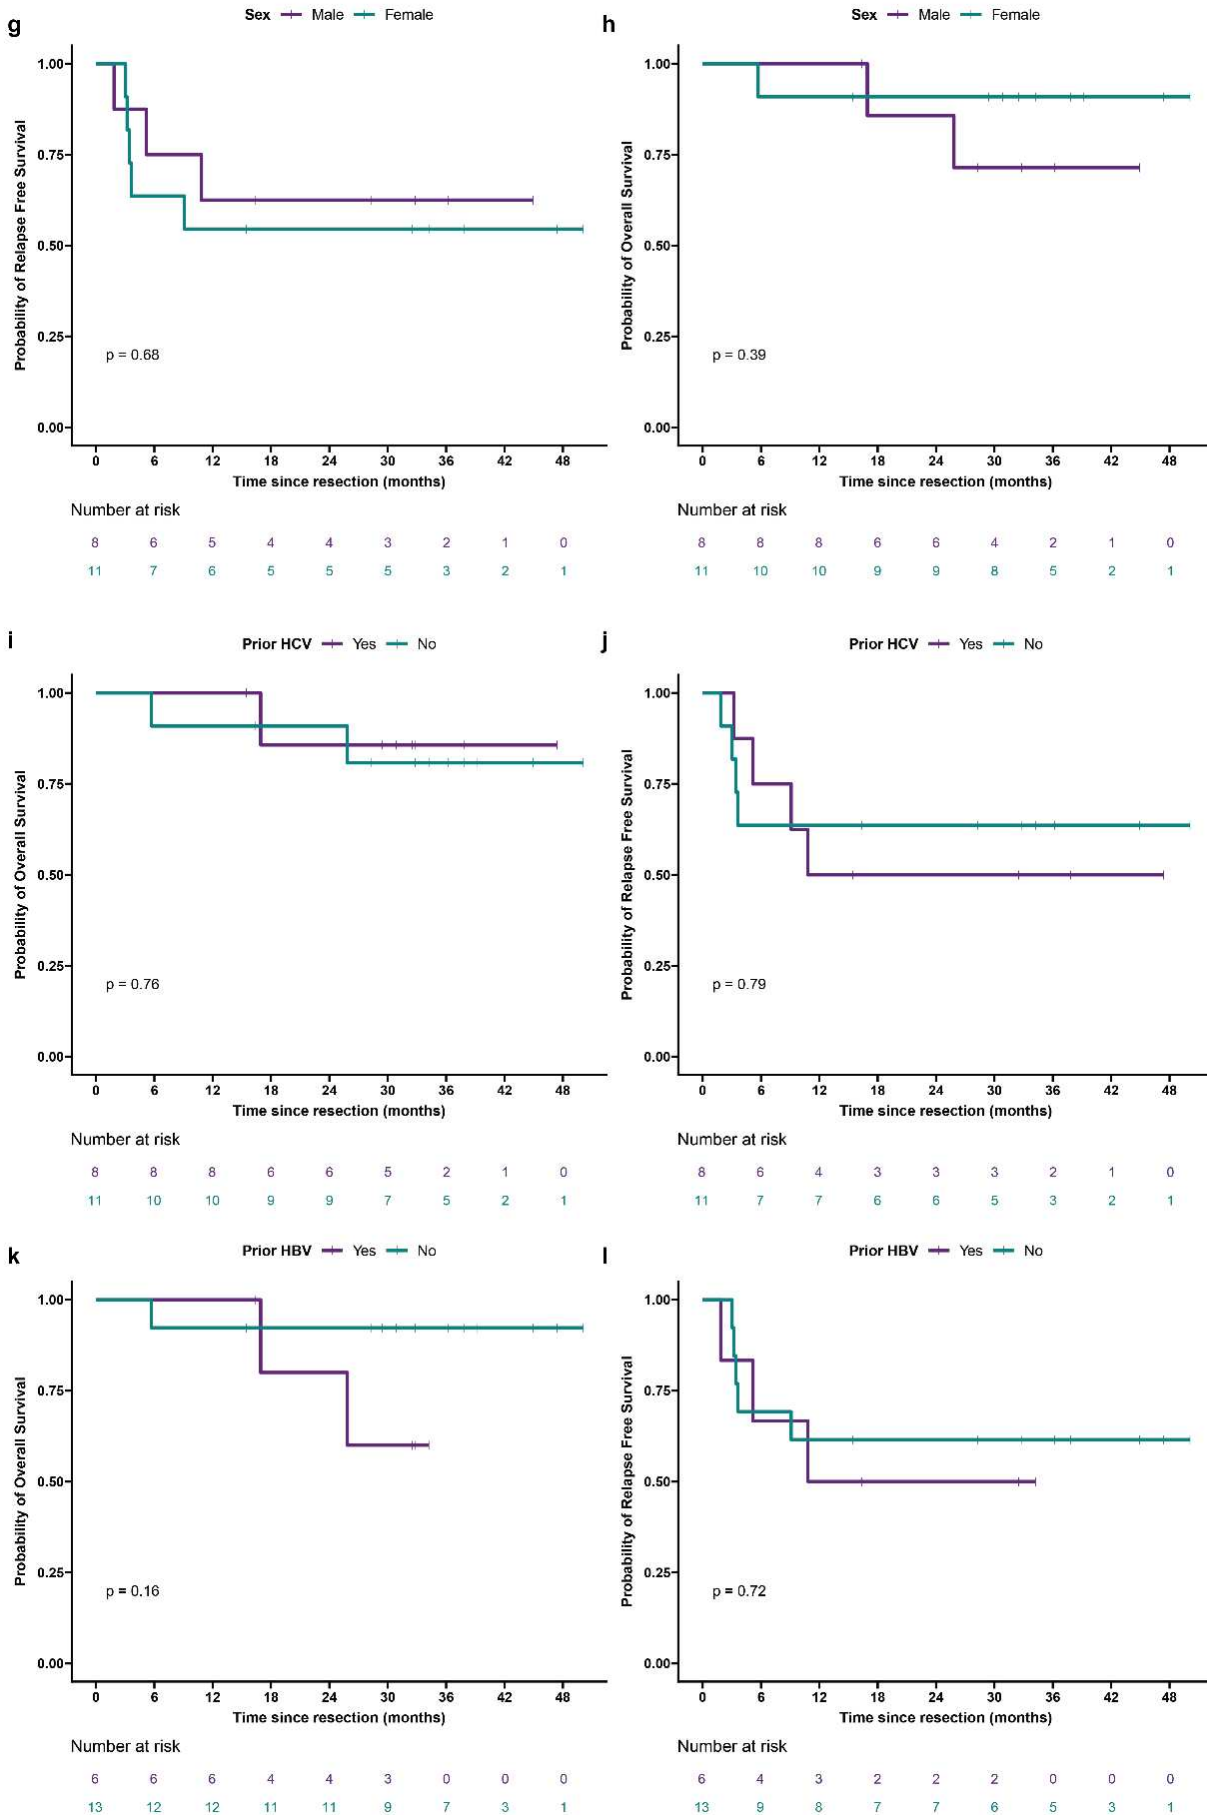 g
Sex Male Female
1.00
0.75
0.50
0.25
0.00
Probability of Relapse Free Survival
p = 0.68
0 6 12 18 24 30 36 42 48
Time since resection (months)
Number at risk
8 6 5 4 4 3 2 1 0
11 7 6 5 5 5 3 2 1
h
Sex Male Female
1.00
0.75
0.50
0.25
0.00
Probability of Overall Survival
p = 0.39
0 6 12 18 24 30 36 42 48
Time since resection (months)
Number at risk
8 8 8 6 6 4 2 1 0
11 10 10 9 9 8 5 2 1
i
Prior HCV Yes No
1.00
0.75
0.50
0.25
0.00
Probability of Overall Survival
p = 0.76
0 6 12 18 24 30 36 42 48
Time since resection (months)
Number at risk
8 8 8 6 6 5 2 1 0
11 10 10 9 9 7 5 2 1
j
Prior HCV Yes No
1.00
0.75
0.50
0.25
0.00
Probability of Relapse Free Survival
p = 0.79
0 6 12 18 24 30 36 42 48
Time since resection (months)
Number at risk
8 6 4 3 3 3 2 1 0
11 7 7 6 6 5 3 2 1
k
Prior HBV Yes No
1.00
0.75
0.50
0.25
0.00
Probability of Overall Survival
p = 0.16
0 6 12 18 24 30 36 42 48
Time since resection (months)
Number at risk
6 6 6 4 4 3 0 0 0
13 12 12 11 11 9 7 3 1
l
Prior HBV Yes No
1.00
0.75
0.50
0.25
0.00
Probability of Relapse Free Survival
p = 0.72
0 6 12 18 24 30 36 42 48
Time since resection (months)
Number at risk
6 4 3 2 2 2 0 0 0
13 9 8 7 7 6 5 3 1